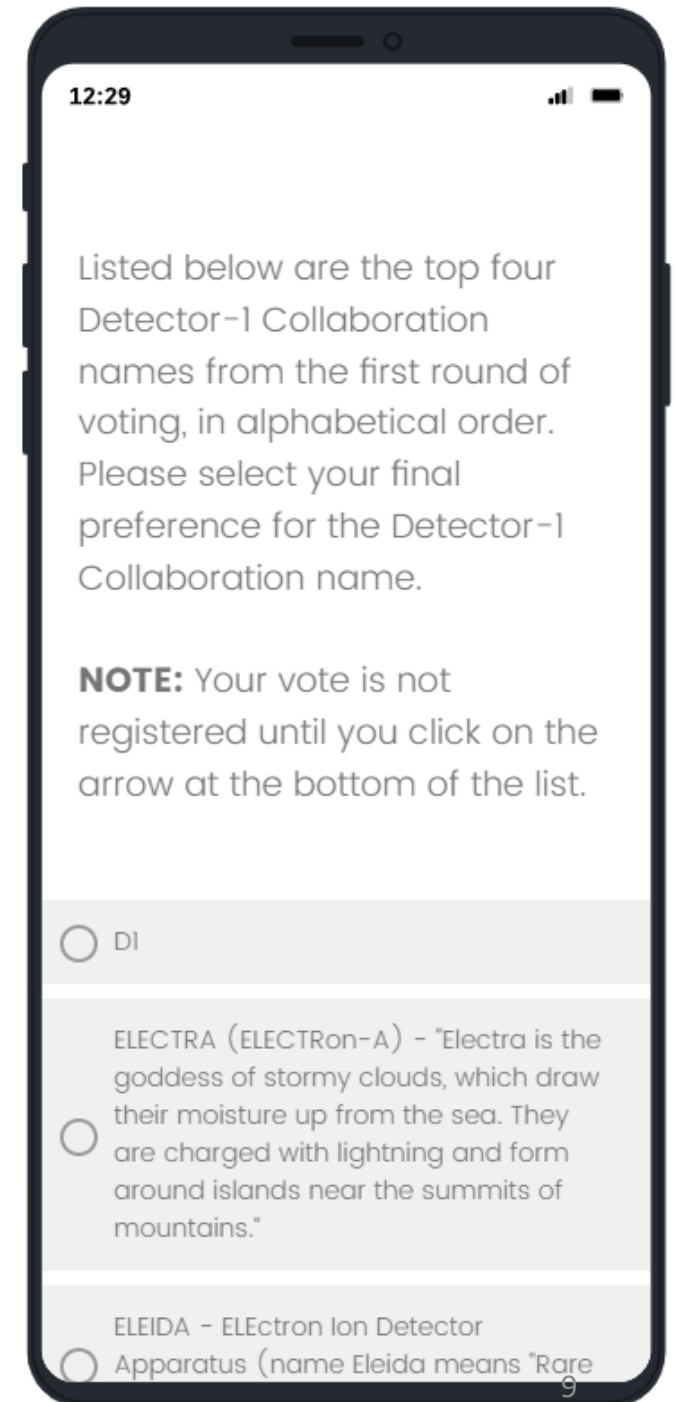 12:29
Listed below are the top four
Detector-1 Collaboration
names from the first round of
voting, in alphabetical order.
Please select your final
preference for the Detector-1
Collaboration name.
NOTE: Your vote is not
registered until you click on the
arrow at the bottom of the list.
D1
ELECTRA (ELECTRon-A) - "Electra is the
goddess of stormy clouds, which draw
their moisture up from the sea. They
are charged with lightning and form
around islands near the summits of
mountains."
ELEIDA - ELEctron Ion Detector
Apparatus (name Eleida means "Rare
9